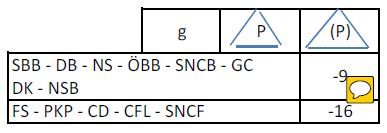 g P (P)
SBB - DB - NS - ÖBB - SNCB - GC
DK - NSB -9
FS - PKP - CD - CFL - SNCF -16